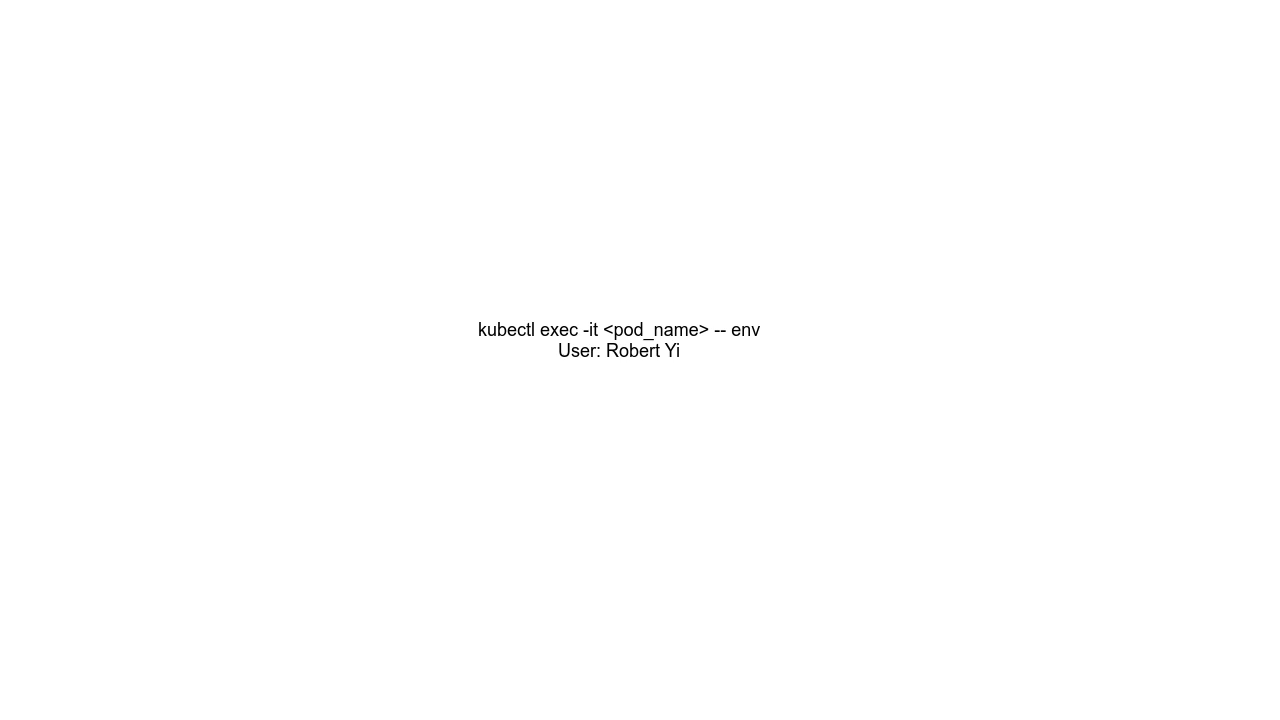 kubectl exec -it <pod_name> -- env
User: Robert Yi